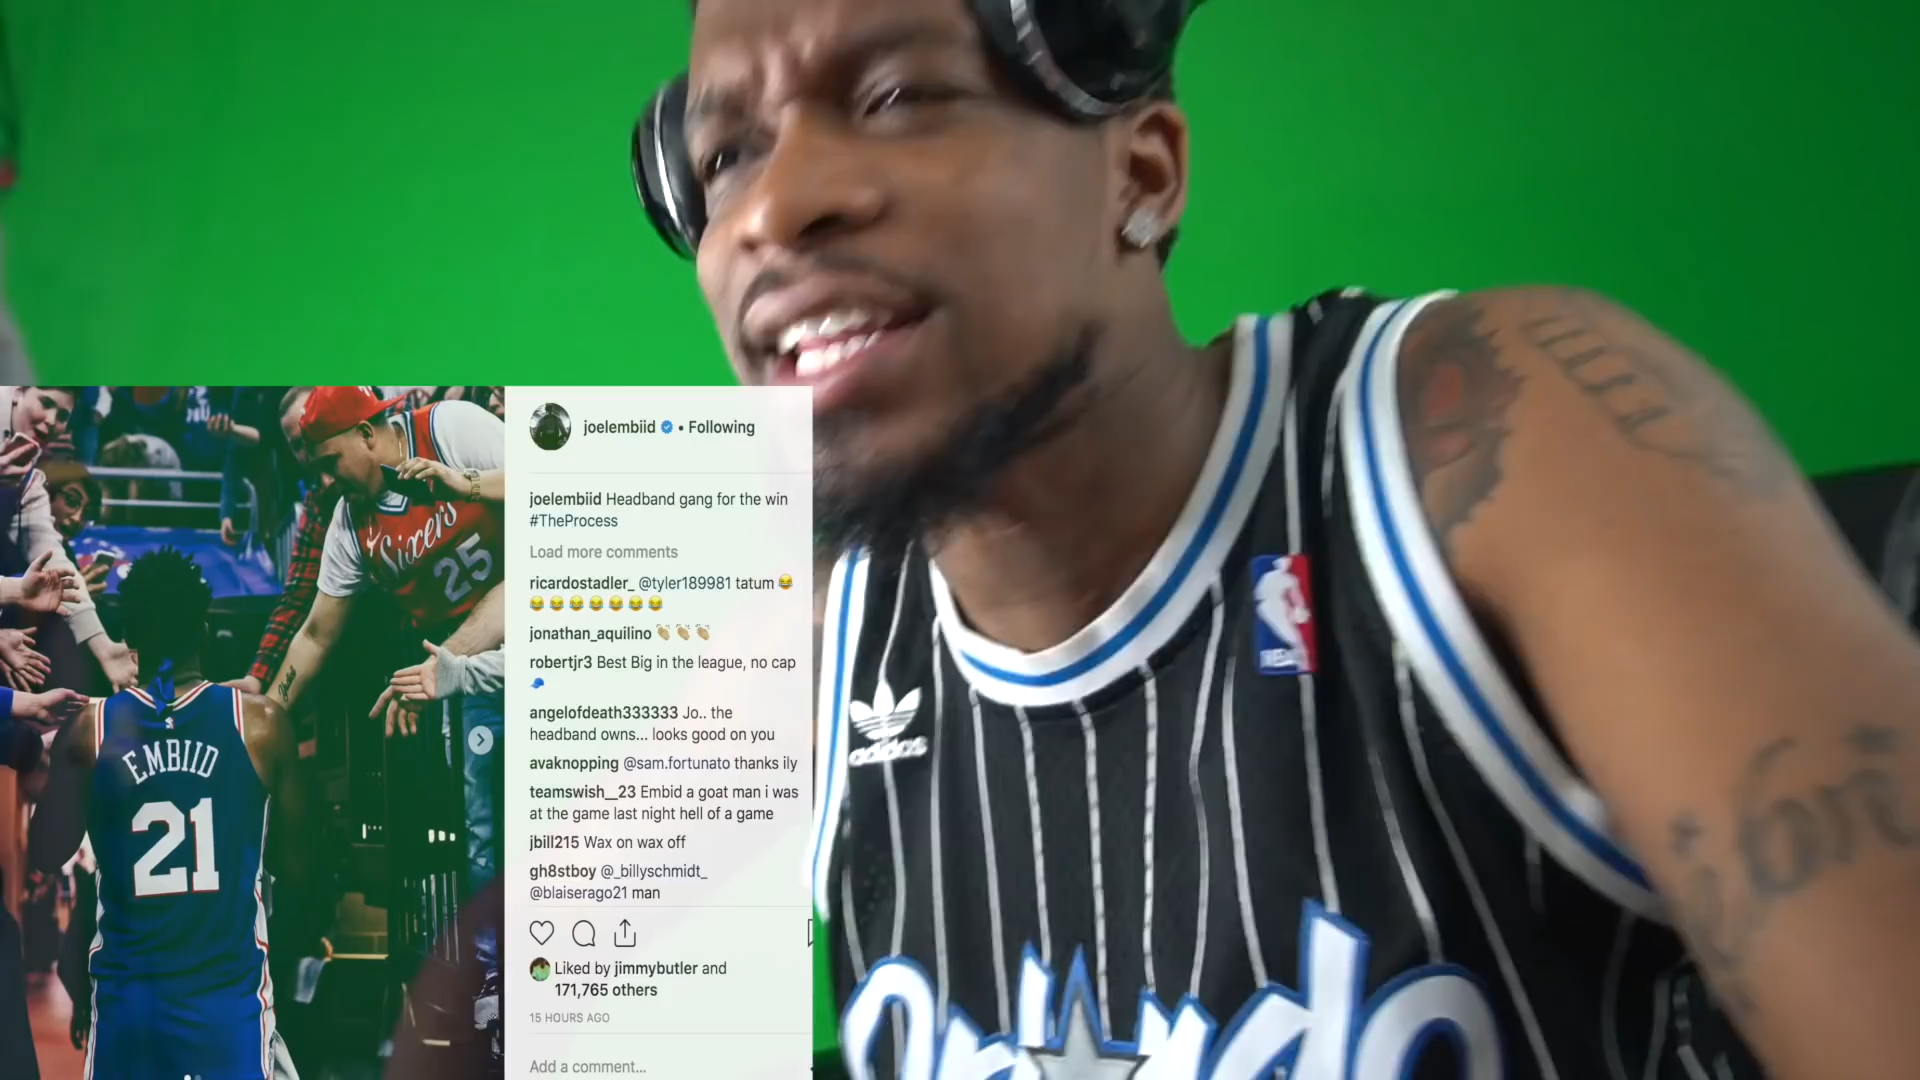 joelembiid • Following
joelembiid Headband gang for the win
#TheProcess
Load more comments
ricardostadler_ @tyler189981 tatum 😂
😂 😂 😂 😂 😂 😂 😂
jonathan_aquilino 👏🏼 👏🏼 👏🏼
robertjr3 Best Big in the league, no cap
🧢
angelofdeath333333 Jo.. the
headband owns... looks good on you
avaknopping @sam.fortunato thanks ily
teamswish__23 Embid a goat man i was
at the game last night hell of a game
jbill215 Wax on wax off
gh8stboy @_billyschmidt_
@blaiserago21 man
Liked by jimmybutler and
171,765 others
15 HOURS AGO
Add a comment...
Sixers
25
EMBIID
21
NBA
adidas
Orlando